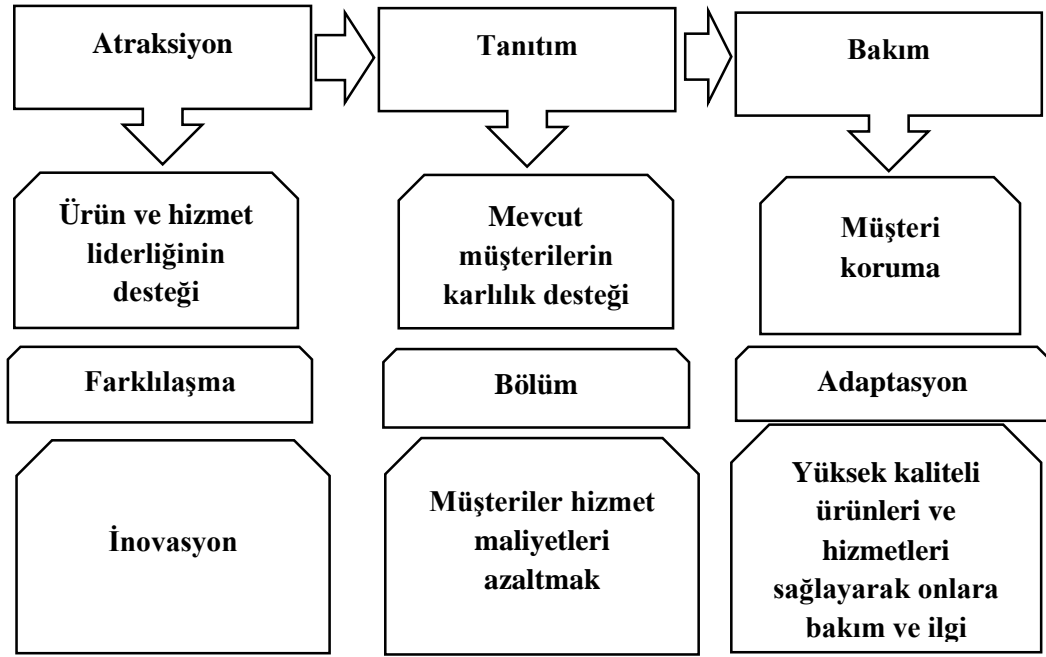 Atraksiyon
Tanıtım
Bakım
Ürün ve hizmet
liderliğinin
desteği
Mevcut
müşterilerin
karlılık desteği
Müşteri
koruma
Farklılaşma
Bölüm
Adaptasyon
İnovasyon
Müşteriler hizmet
maliyetleri
azaltmak
Yüksek kaliteli
ürünleri ve
hizmetleri
sağlayarak onlara
bakım ve ilgi